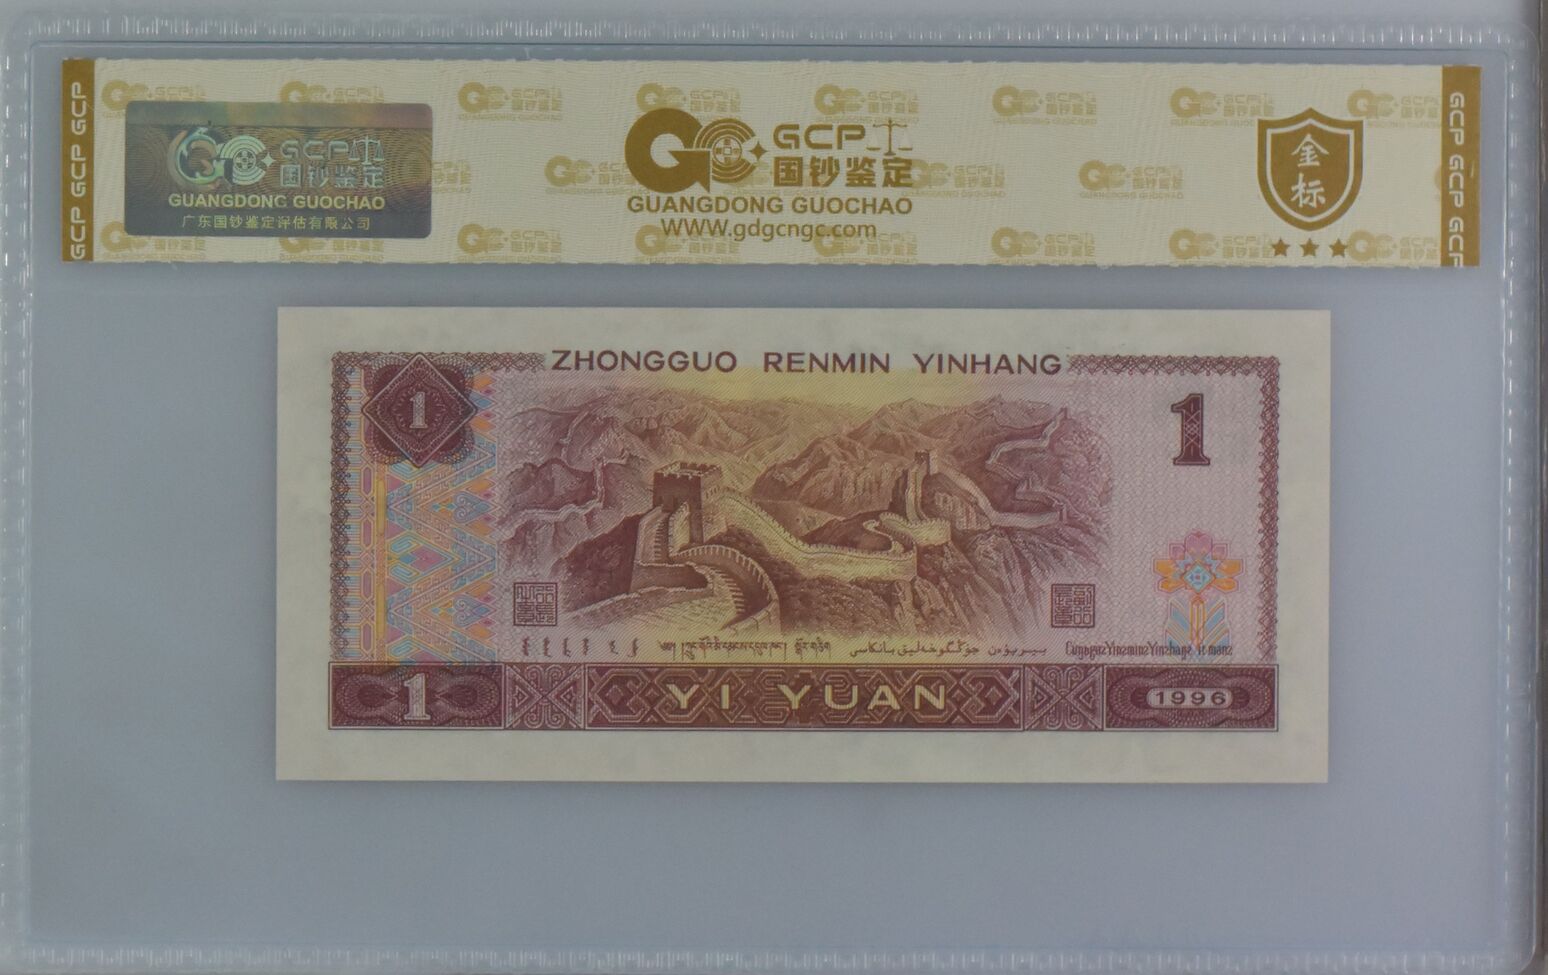 GCP GCP GCP
GCP
国钞鉴定
GUANGDONG GUOCHAO
广东国钞鉴定评估有限公司
GCP
国钞鉴定
GUANGDONG GUOCHAO
WWW.gdgcngc.com
金
标
GCP GCP GCP
ZHONGGUO RENMIN YINHANG
1
1
1
YI YUAN
1996